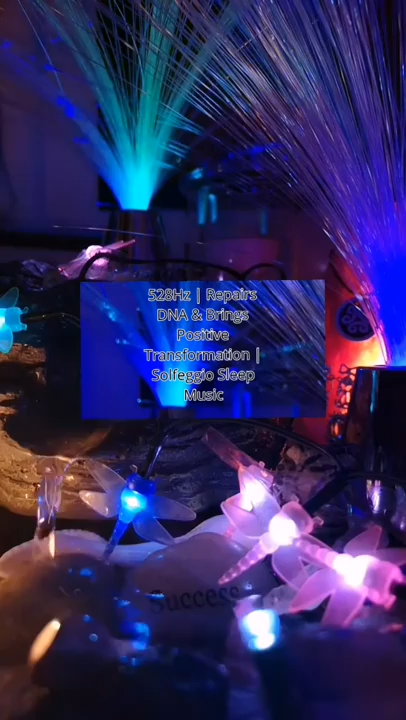 528Hz | Repairs
DNA & Brings
Positive
Transformation |
Solfeggio Sleep
Music
Success